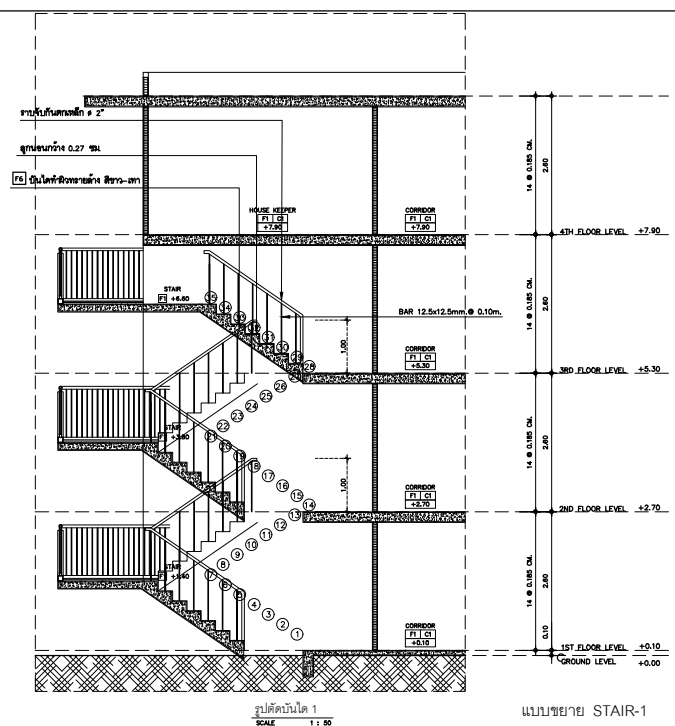 ราบจับกันตกเหล็ก ø 2"
ลูกนอนกว้าง 0.27 ซม.
F6 บันไดทำผิวทรายล้าง สีขาว-เทา
14 @ 0.185 CM.
2.60
HOUSE KEEPER
F1
+7.90
CORRIDOR
F1 C1
+7.90
4TH FLOOR LEVEL +7.90
STAIR
F1 +6.60
35
34
33
31
30
29
28
BAR 12.5x12.5mm.@ 0.10m.
1.00
14 @ 0.185 CM.
2.60
CORRIDOR
F1 C1
+5.30
3RD FLOOR LEVEL +5.30
26
25
24
23
22
21
20
19
18
17
16
15
14
STAIR
1.00
14 @ 0.185 CM.
2.60
CORRIDOR
F1 C1
+2.70
2ND FLOOR LEVEL +2.70
13
12
11
10
9
8
7
6
5
4
3
2
1
STAIR
+1.40
14 @ 0.185 CM.
2.60
0.10
CORRIDOR
F1 C1
+0.10
1ST FLOOR LEVEL +0.10
GROUND LEVEL +0.00
รูปตัดบันได 1
SCALE 1 : 50
แบบขยาย STAIR-1